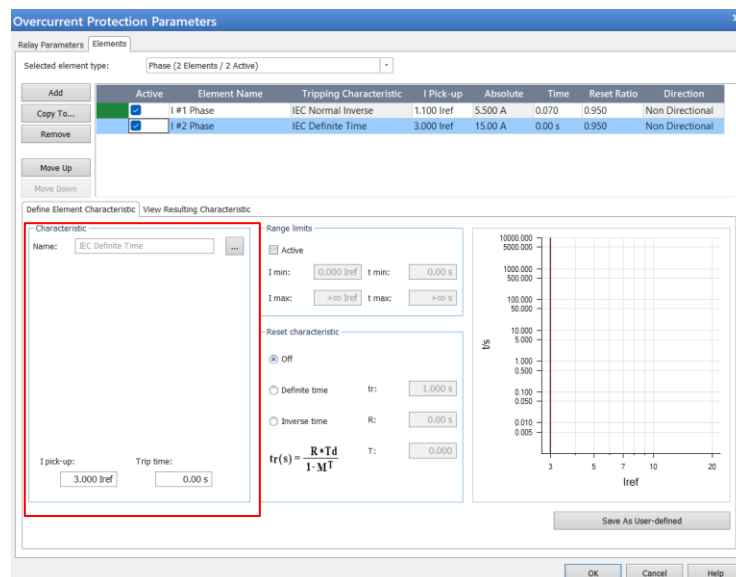 Overcurrent Protection Parameters
Relay Parameters Elements
Selected element type: Phase (2 Elements / 2 Active)
Add
Copy To...
Remove
Move Up
Move Down
Active Element Name Tripping Characteristic I Pick-up Absolute Time Reset Ratio Direction
I #1 Phase IEC Normal Inverse 1.100 Iref 5.500 A 0.070 0.950 Non Directional
I #2 Phase IEC Definite Time 3.000 Iref 15.00 A 0.00 s 0.950 Non Directional
Define Element Characteristic View Resulting Characteristic
Characteristic
Name: IEC Definite Time ...
I pick-up: Trip time:
3.000 Iref 0.00 s
Range limits
Active
I min: 0.000 Iref t min: 0.00 s
I max: +∞ Iref t max: +∞ s
Reset characteristic
Off
Definite time tr: 1.000 s
Inverse time R: 0.00 s
tr(s) = R*Td / 1-M^T T: 0.000
10000.000
5000.000
1000.000
500.000
100.000
50.000
10.000
5.000
1.000
0.500
0.100
0.050
0.010
0.005
t/s
3 5 7 10 20
Iref
Save As User-defined
OK Cancel Help